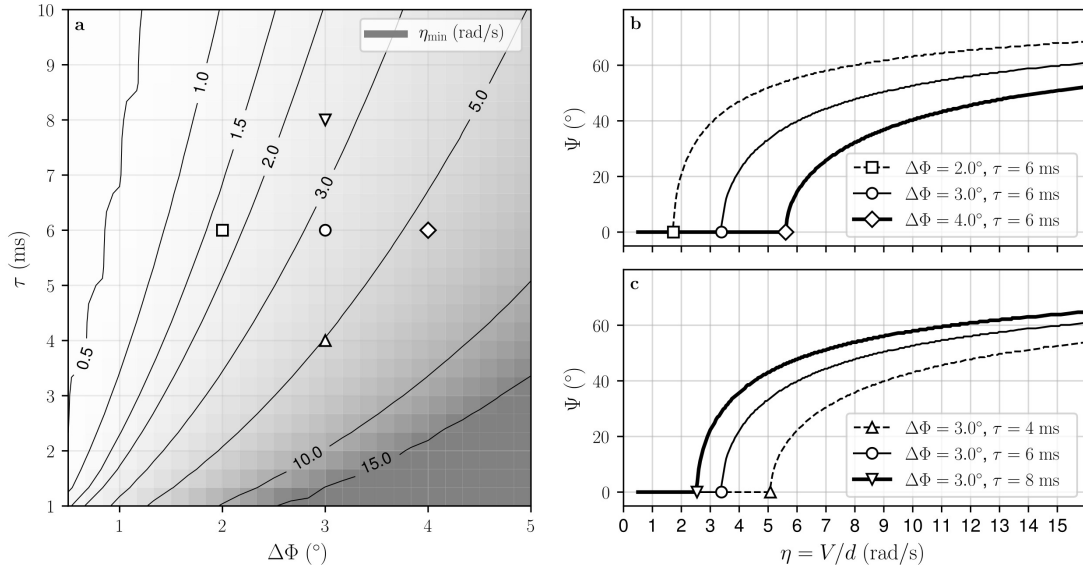 a
η_min (rad/s)
10
9
8
7
6
5
4
3
2
1
τ (ms)
0.5
1.0
1.5
2.0
3.0
5.0
10.0
15.0
1 2 3 4 5
ΔΦ (°)
b
60
40
20
0
Ψ (°)
ΔΦ = 2.0°, τ = 6 ms
ΔΦ = 3.0°, τ = 6 ms
ΔΦ = 4.0°, τ = 6 ms
c
60
40
20
0
Ψ (°)
ΔΦ = 3.0°, τ = 4 ms
ΔΦ = 3.0°, τ = 6 ms
ΔΦ = 3.0°, τ = 8 ms
0 1 2 3 4 5 6 7 8 9 10 11 12 13 14 15
η = V/d (rad/s)